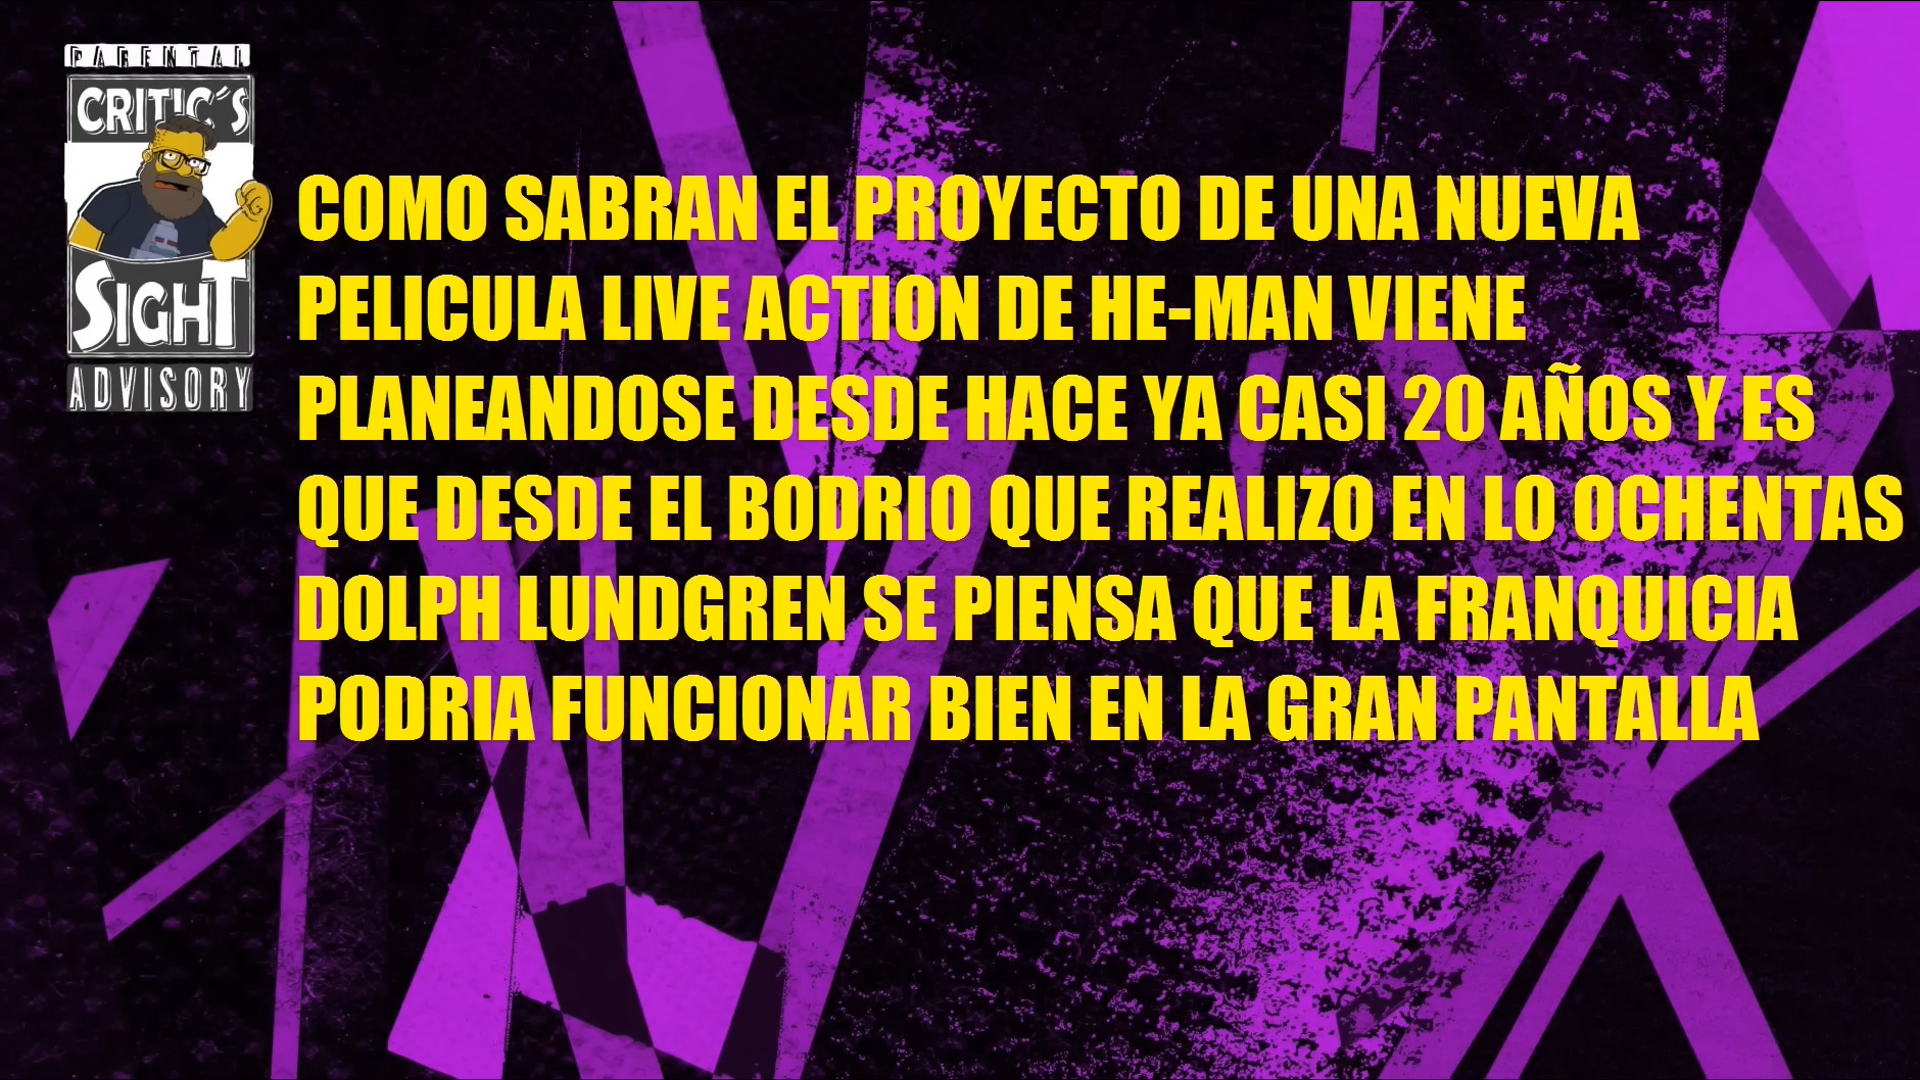 PARENTAL
CRITIC´S
SIGHT
ADVISORY
COMO SABRAN EL PROYECTO DE UNA NUEVA
PELICULA LIVE ACTION DE HE-MAN VIENE
PLANEANDOSE DESDE HACE YA CASI 20 AÑOS Y ES
QUE DESDE EL BODRIO QUE REALIZO EN LO OCHENTAS
DOLPH LUNDGREN SE PIENSA QUE LA FRANQUICIA
PODRIA FUNCIONAR BIEN EN LA GRAN PANTALLA